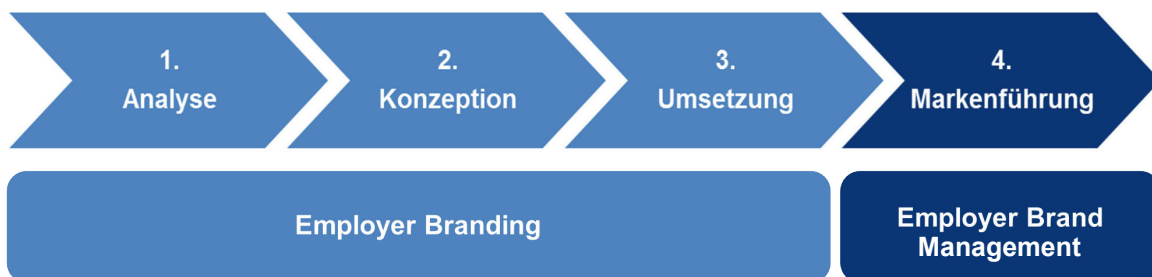 1.
Analyse
2.
Konzeption
3.
Umsetzung
4.
Markenführung
Employer Branding
Employer Brand
Management